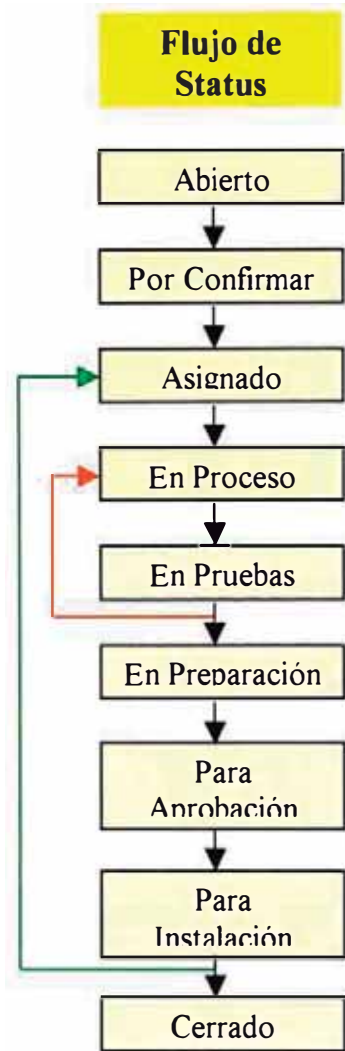 Flujo de
Status
Abierto
Por Confirmar
Asignado
En Proceso
En Pruebas
En Preparación
Para
Aprobación
Para
Instalación
Cerrado